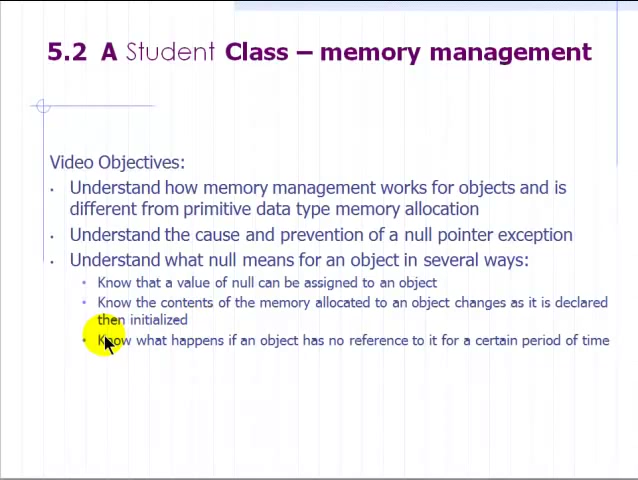 5.2 A Student Class – memory management
Video Objectives:
• Understand how memory management works for objects and is
different from primitive data type memory allocation
• Understand the cause and prevention of a null pointer exception
• Understand what null means for an object in several ways:
• Know that a value of null can be assigned to an object
• Know the contents of the memory allocated to an object changes as it is declared
then initialized
• Know what happens if an object has no reference to it for a certain period of time